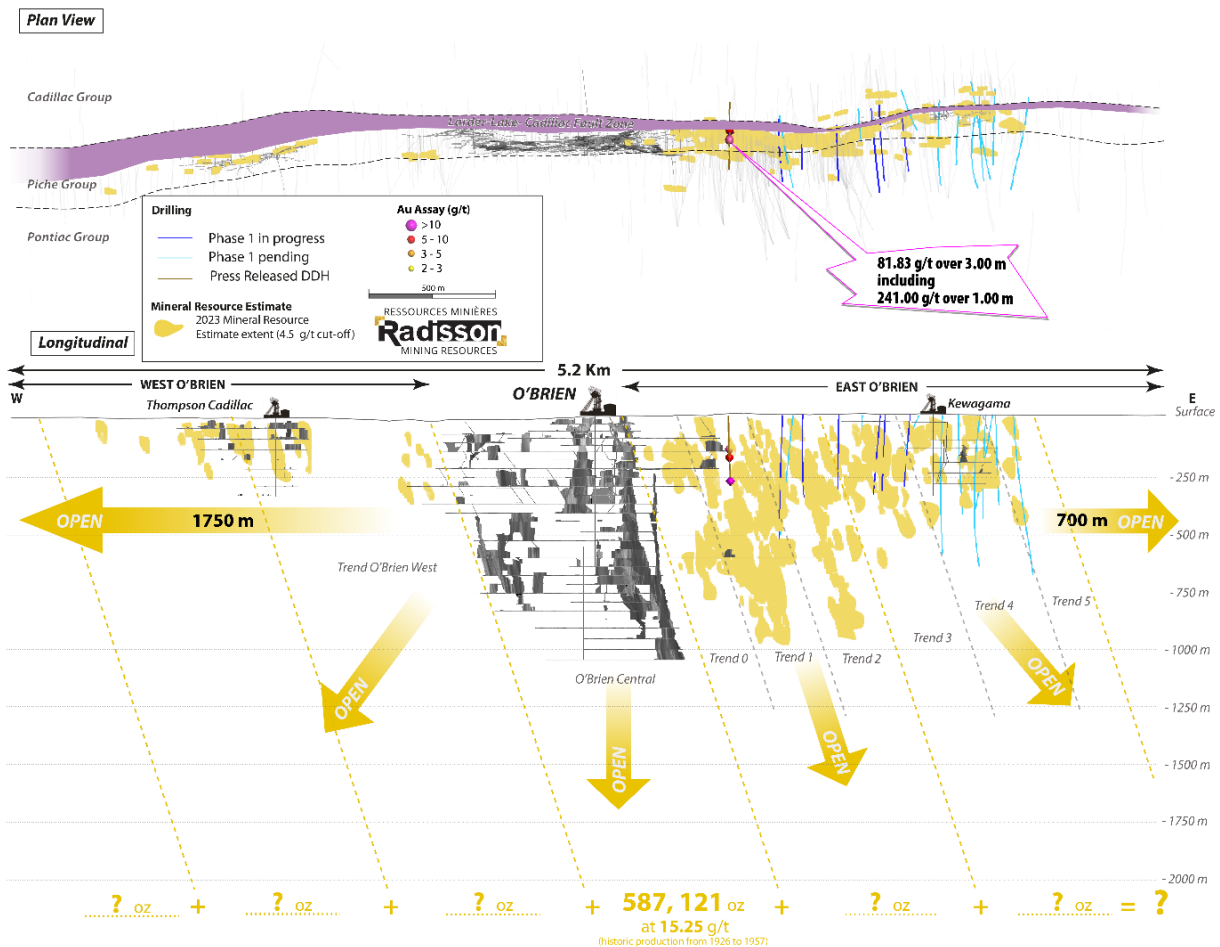 Plan View
Cadillac Group
Larder-Lake- Cadillac Fault Zone
Piche Group
Pontiac Group
Drilling
Phase 1 in progress
Phase 1 pending
Press Released DDH
Au Assay (g/t)
>10
5 - 10
3 - 5
2 - 3
500 m
Mineral Resource Estimate
2023 Mineral Resource
Estimate extent (4.5 g/t cut-off)
RESSOURCES MINIÈRES
Radisson
MINING RESOURCES
81.83 g/t over 3.00 m
including
241.00 g/t over 1.00 m
Longitudinal
5.2 Km
WEST O'BRIEN
O'BRIEN
EAST O'BRIEN
W
E
Thompson Cadillac
Kewagama
Surface
- 250 m
OPEN
1750 m
700 m OPEN
- 500 m
Trend O'Brien West
- 750 m
Trend 4
Trend 5
Trend 3
Trend 0
Trend 1
Trend 2
- 1000 m
O'Brien Central
OPEN
OPEN
- 1250 m
OPEN
OPEN
- 1500 m
- 1750 m
- 2000 m
? oz + ? oz + ? oz + 587, 121 oz + ? oz + ? oz = ?
at 15.25 g/t
(historic production from 1926 to 1957)